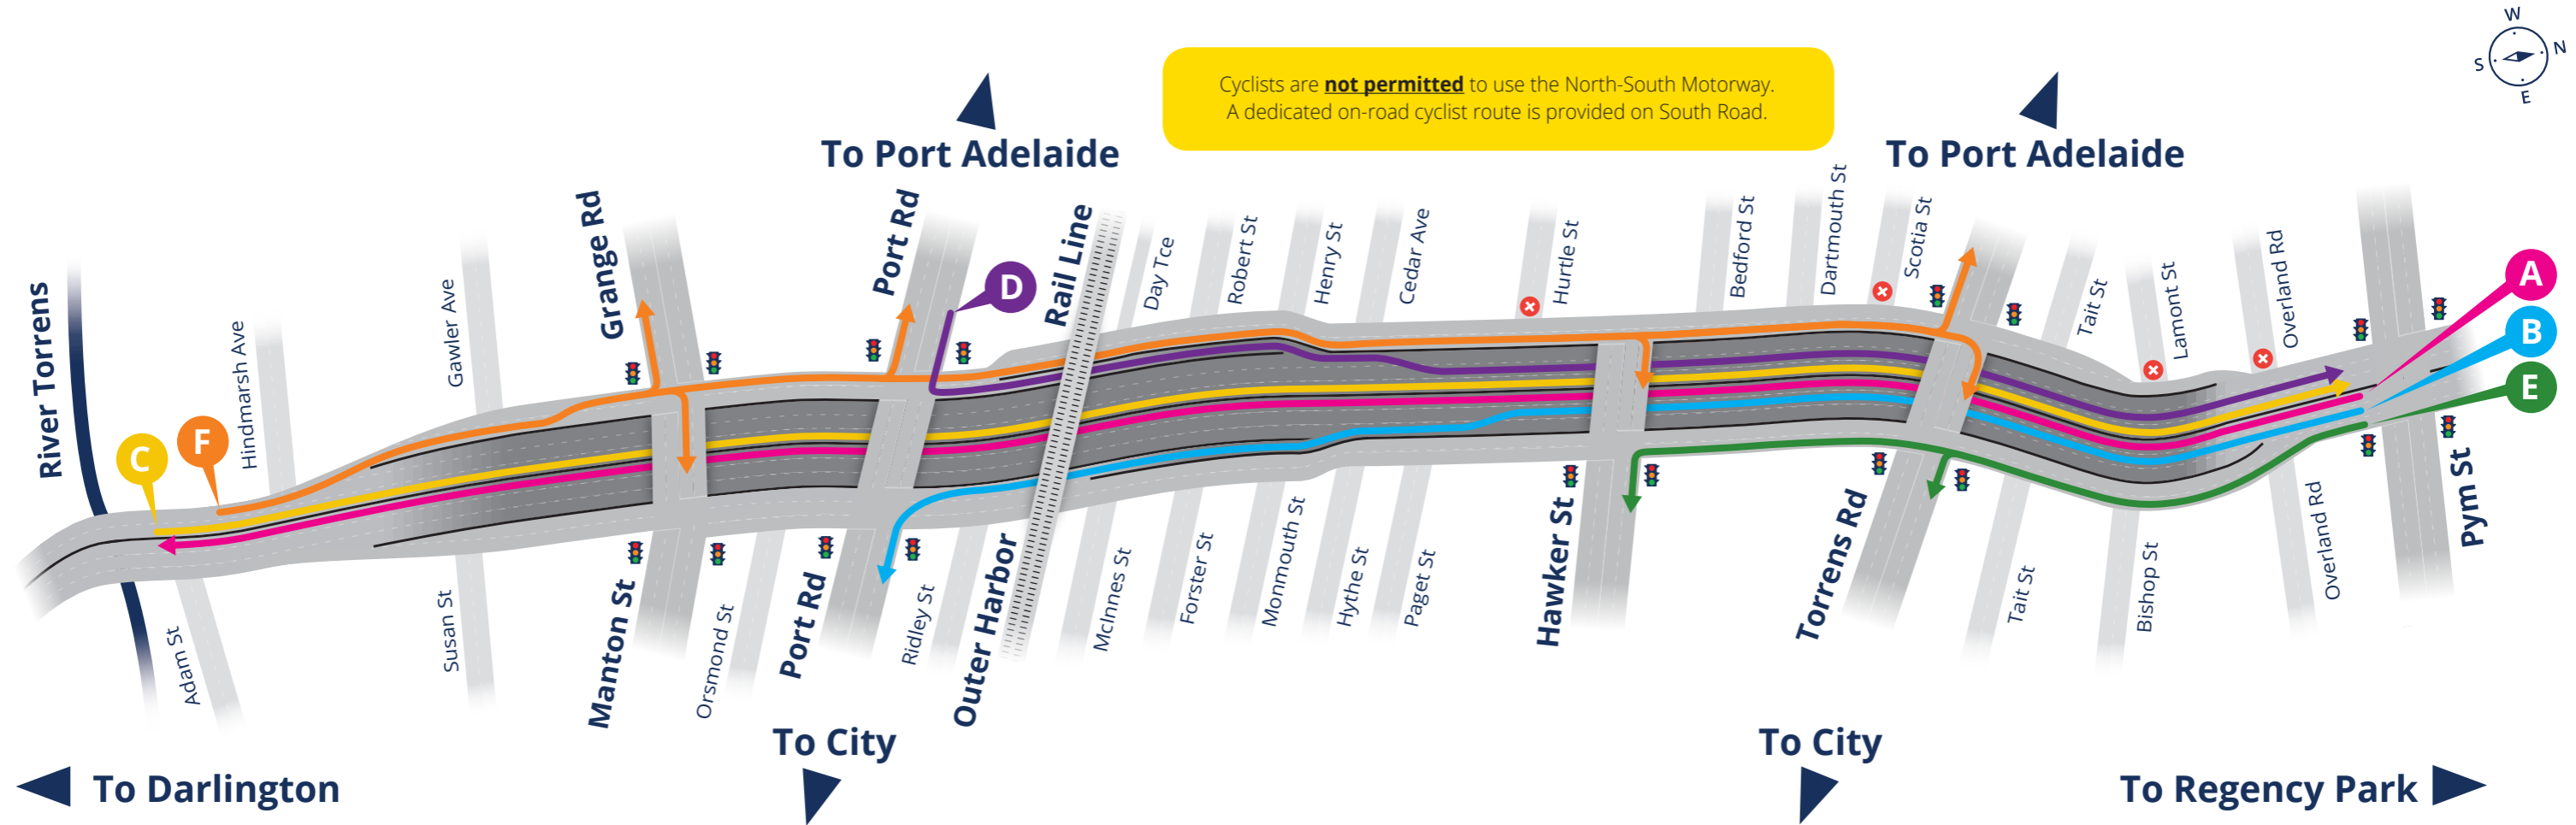 W
N
S
E
Cyclists are not permitted to use the North-South Motorway.
A dedicated on-road cyclist route is provided on South Road.
To Port Adelaide
To Port Adelaide
River Torrens
Hindmarsh Ave
Gawler Ave
Grange Rd
Port Rd
Rail Line
Day Tce
Robert St
Henry St
Cedar Ave
Hurtle St
Bedford St
Dartmouth St
Scotia St
Tait St
Lamont St
Overland Rd
A
B
E
D
C
F
Adam St
Susan St
Manton St
Orsmond St
Port Rd
Ridley St
Outer Harbor
McInnes St
Forster St
Monmouth St
Hythe St
Paget St
Hawker St
Torrens Rd
Tait St
Bishop St
Overland Rd
Pym St
To City
To City
To Darlington
To Regency Park